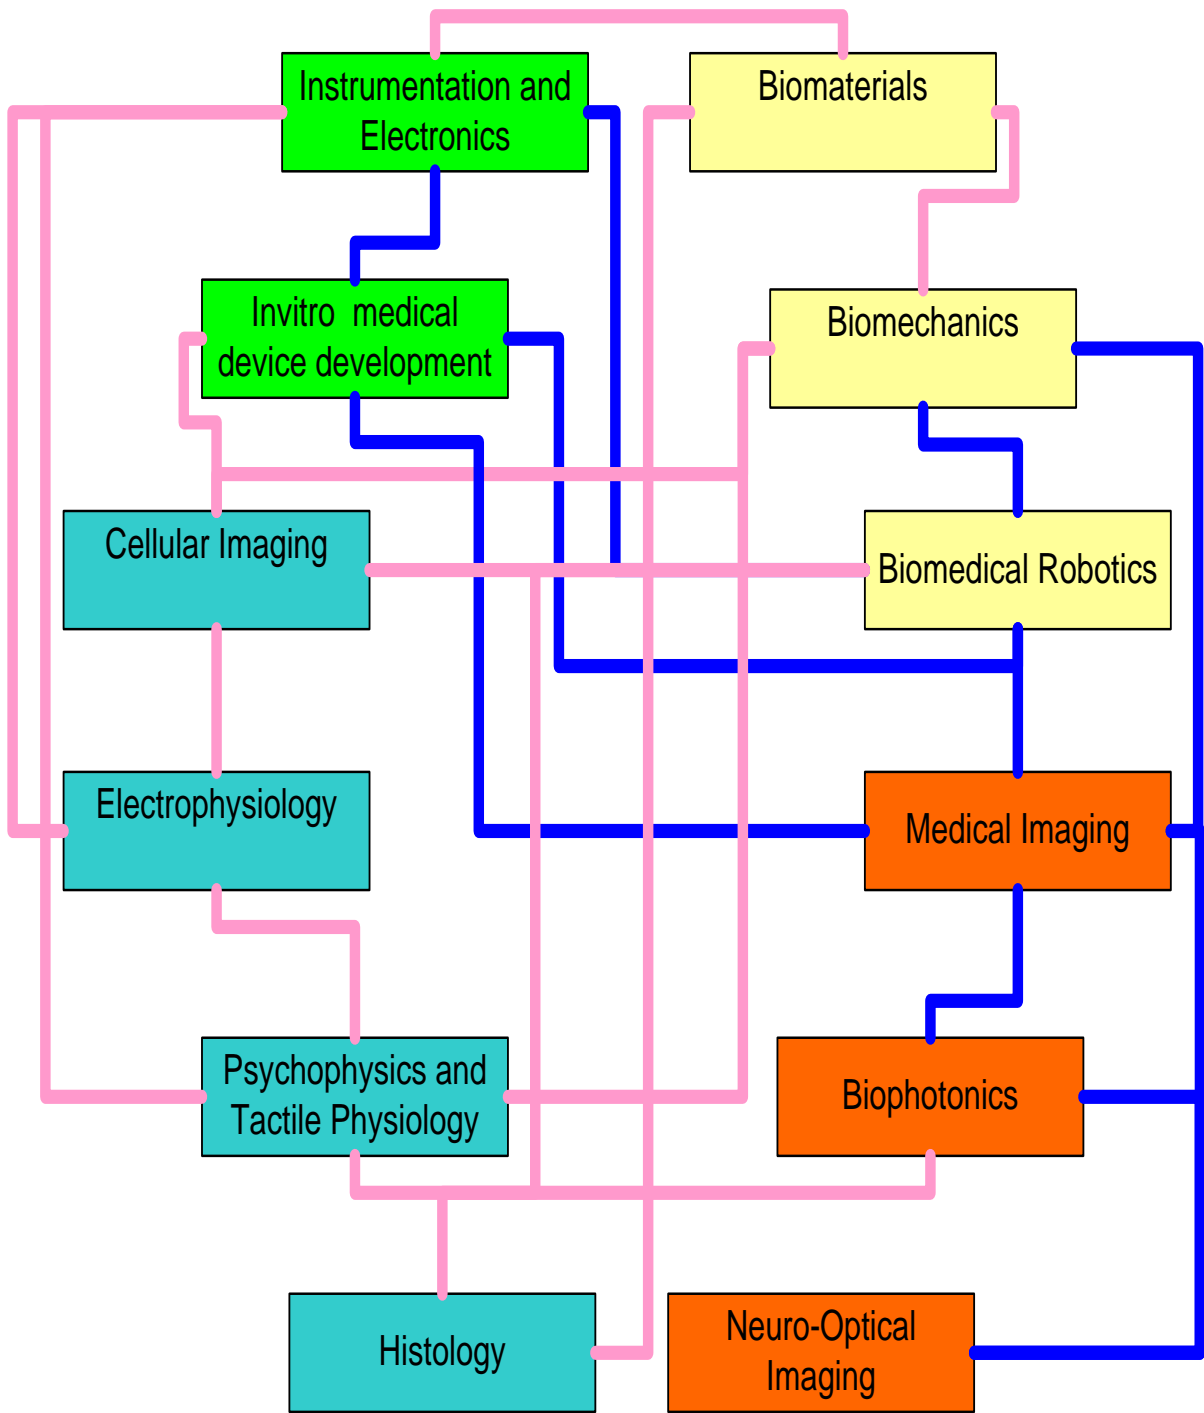 Instrumentation and
Electronics
Biomaterials
Invitro medical
device development
Biomechanics
Cellular Imaging
Biomedical Robotics
Electrophysiology
Medical Imaging
Psychophysics and
Tactile Physiology
Biophotonics
Histology
Neuro-Optical
Imaging